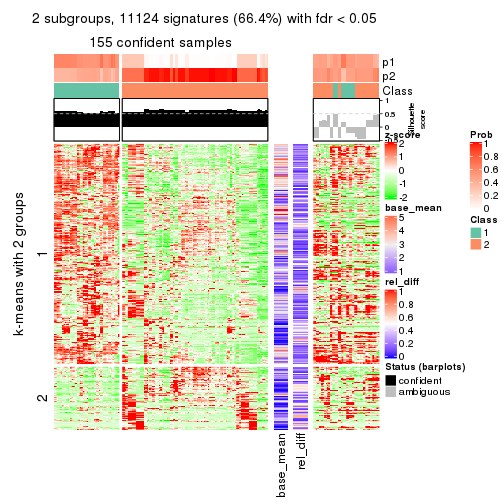 2 subgroups, 11124 signatures (66.4%) with fdr < 0.05
155 confident samples
p1
p2
Class
1
0.5
0
Silhouette
score
k-means with 2 groups
1
2
base_mean
rel_diff
z-score
2
1
0
-1
-2
base_mean
5
4
3
2
1
rel_diff
1
0.8
0.6
0.4
0.2
0
Status (barplots)
confident
ambiguous
Prob
1
0.8
0.6
0.4
0.2
0
Class
1
2